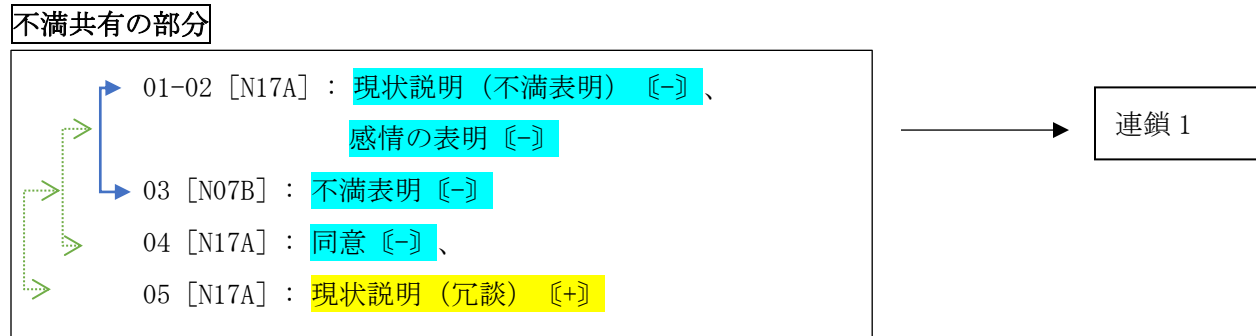 不満共有の部分
01-02 [N17A] : 現状説明（不満表明）〔-〕、
感情の表明〔-〕
連鎖 1
03 [N07B] : 不満表明〔-〕
04 [N17A] : 同意〔-〕、
05 [N17A] : 現状説明（冗談）〔+〕